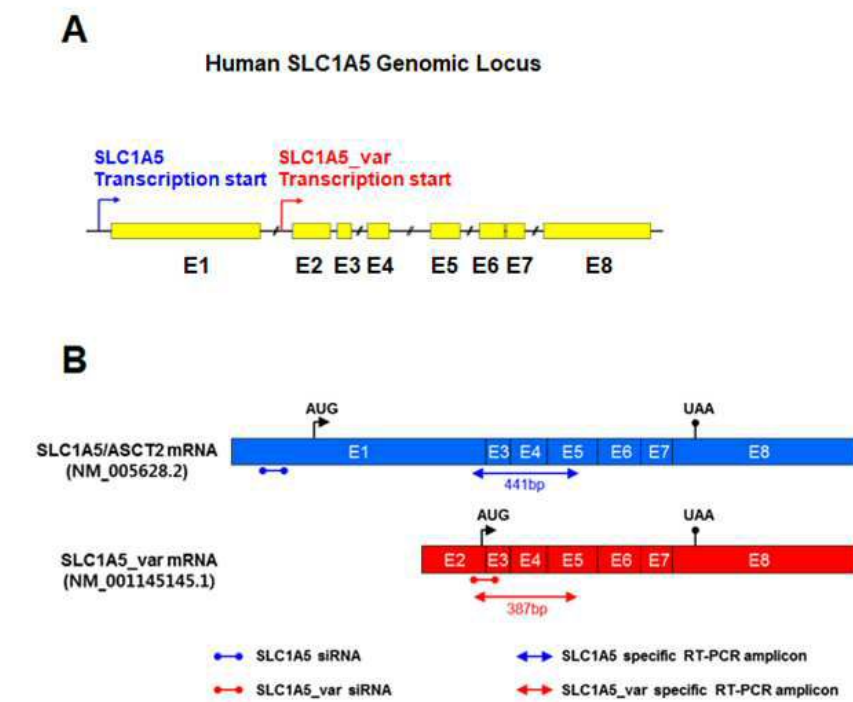 A
Human SLC1A5 Genomic Locus
SLC1A5 SLC1A5_var
Transcription start Transcription start
E1 E2 E3 E4 E5 E6 E7 E8
B
AUG UAA
SLC1A5/ASCT2 mRNA E1 E3 E4 E5 E6 E7 E8
(NM_005628.2)
441bp
AUG UAA
SLC1A5_var mRNA E2 E3 E4 E5 E6 E7 E8
(NM_001145145.1)
387bp
SLC1A5 siRNA SLC1A5 specific RT-PCR amplicon
SLC1A5_var siRNA SLC1A5_var specific RT-PCR amplicon